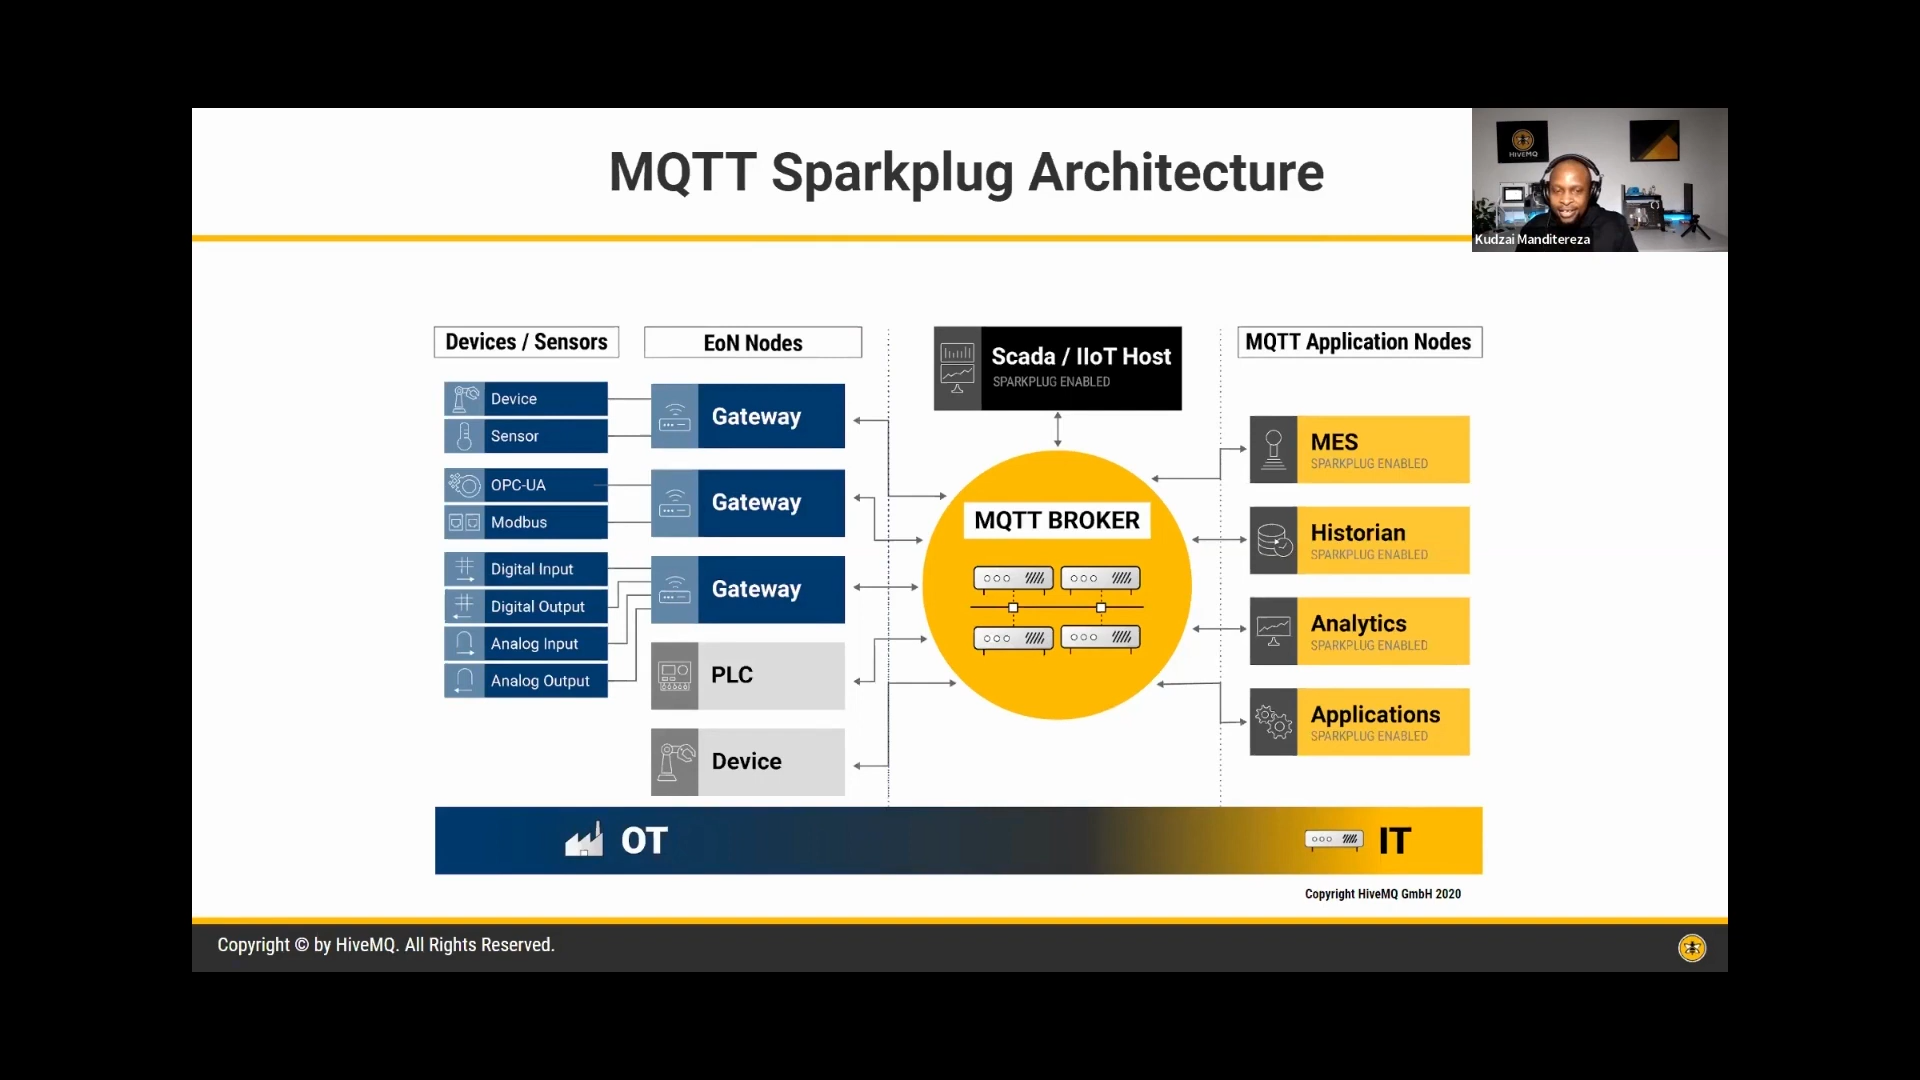 MQTT Sparkplug Architecture
HIVEMQ
Kudzai Manditereza
Devices / Sensors
EoN Nodes
Scada / IIoT Host
SPARKPLUG ENABLED
MQTT Application Nodes
Device
Sensor
OPC-UA
Modbus
Digital Input
Digital Output
Analog Input
Analog Output
Gateway
Gateway
Gateway
PLC
Device
MQTT BROKER
MES
SPARKPLUG ENABLED
Historian
SPARKPLUG ENABLED
Analytics
SPARKPLUG ENABLED
Applications
SPARKPLUG ENABLED
OT
IT
Copyright HiveMQ GmbH 2020
Copyright © by HiveMQ. All Rights Reserved.